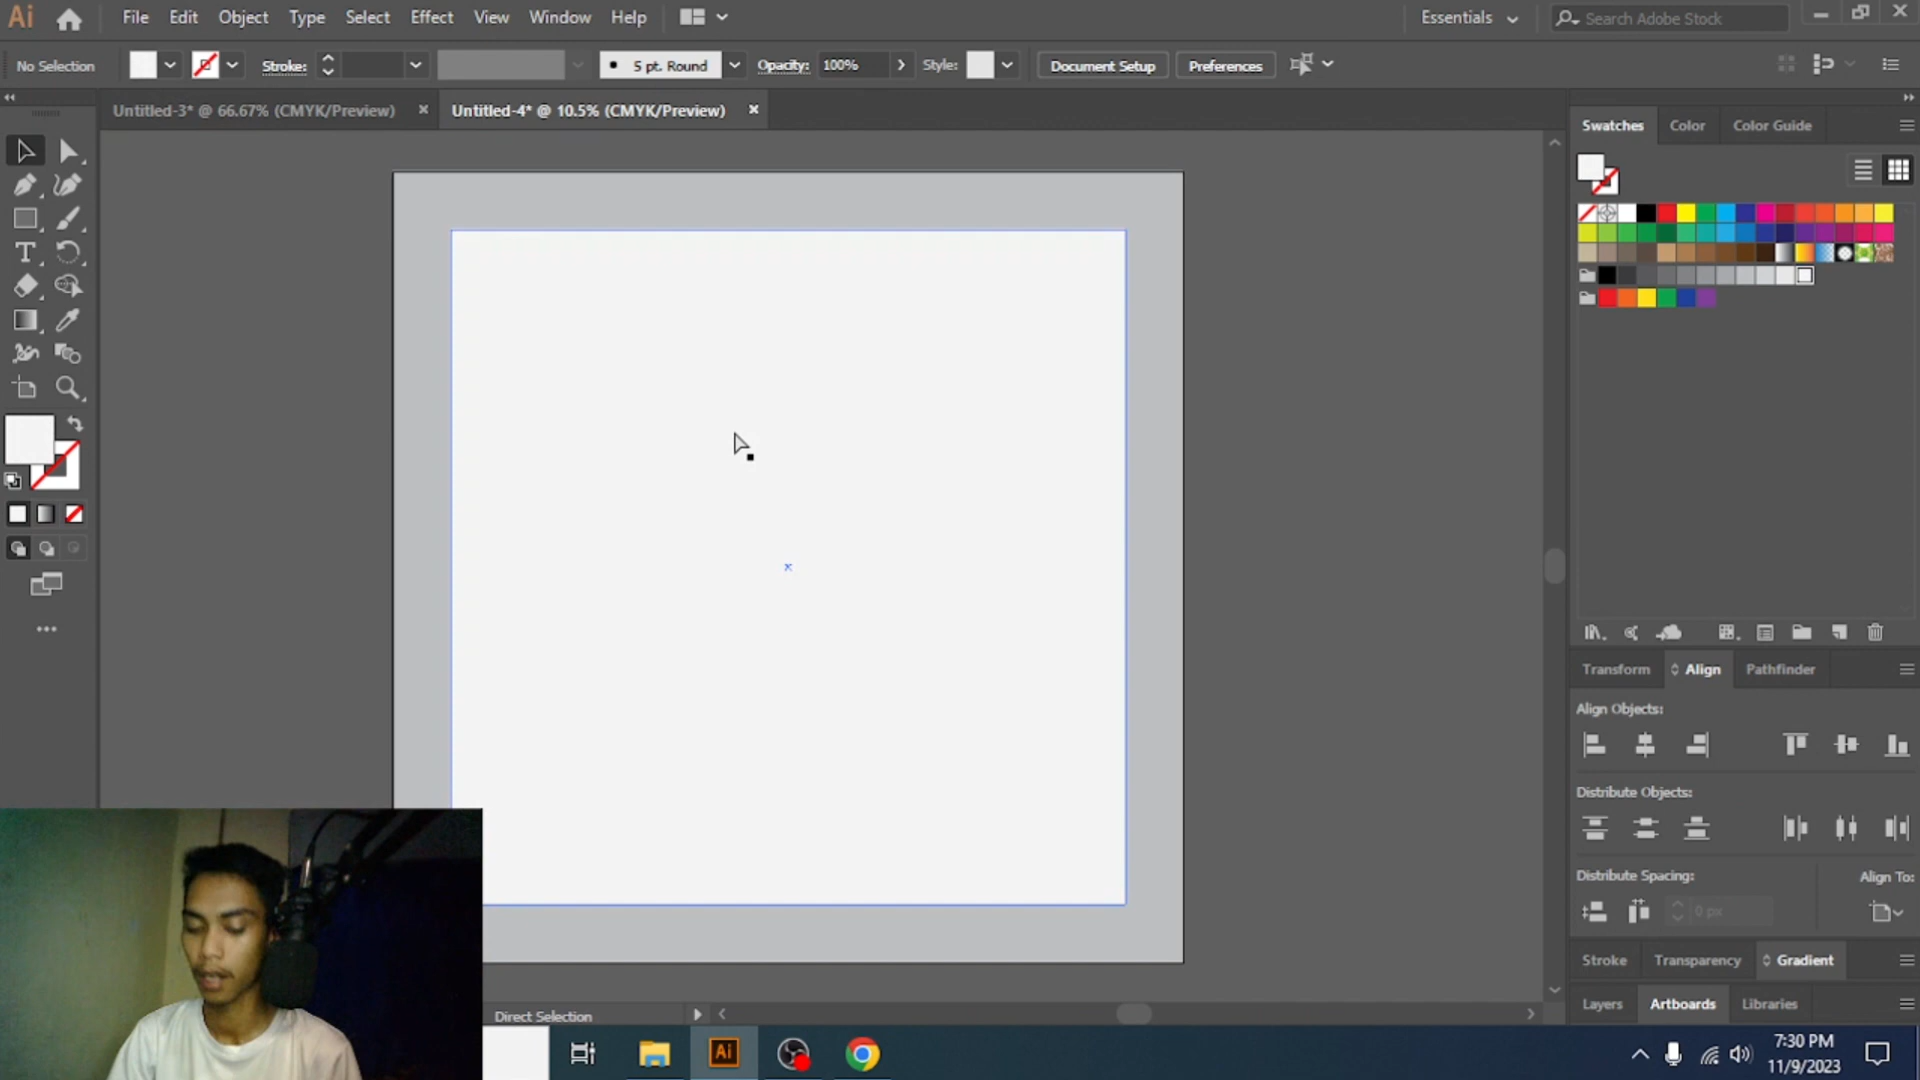 Ai File Edit Object Type Select Effect View Window Help Essentials Search Adobe Stock
No Selection Stroke: 5 pt. Round Opacity: 100% Style: Document Setup Preferences
Untitled-3* @ 66.67% (CMYK/Preview) Untitled-4* @ 10.5% (CMYK/Preview)
Swatches Color Color Guide
Transform Align Pathfinder
Align Objects:
Distribute Objects:
Distribute Spacing: Align To:
0 px
Stroke Transparency Gradient
Layers Artboards Libraries
Direct Selection
Ai
7:30 PM
11/9/2023